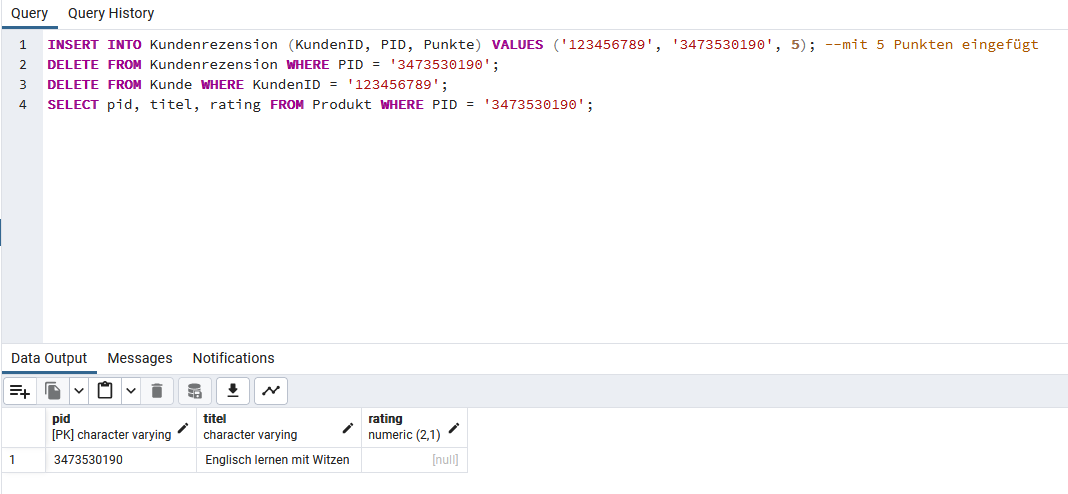 Query Query History
1 INSERT INTO Kundenrezension (KundenID, PID, Punkte) VALUES ('123456789', '3473530190', 5); --mit 5 Punkten eingefügt
2 DELETE FROM Kundenrezension WHERE PID = '3473530190';
3 DELETE FROM Kunde WHERE KundenID = '123456789';
4 SELECT pid, titel, rating FROM Produkt WHERE PID = '3473530190';
Data Output Messages Notifications
pid titel rating
[PK] character varying character varying numeric (2,1)
1 3473530190 Englisch lernen mit Witzen [null]